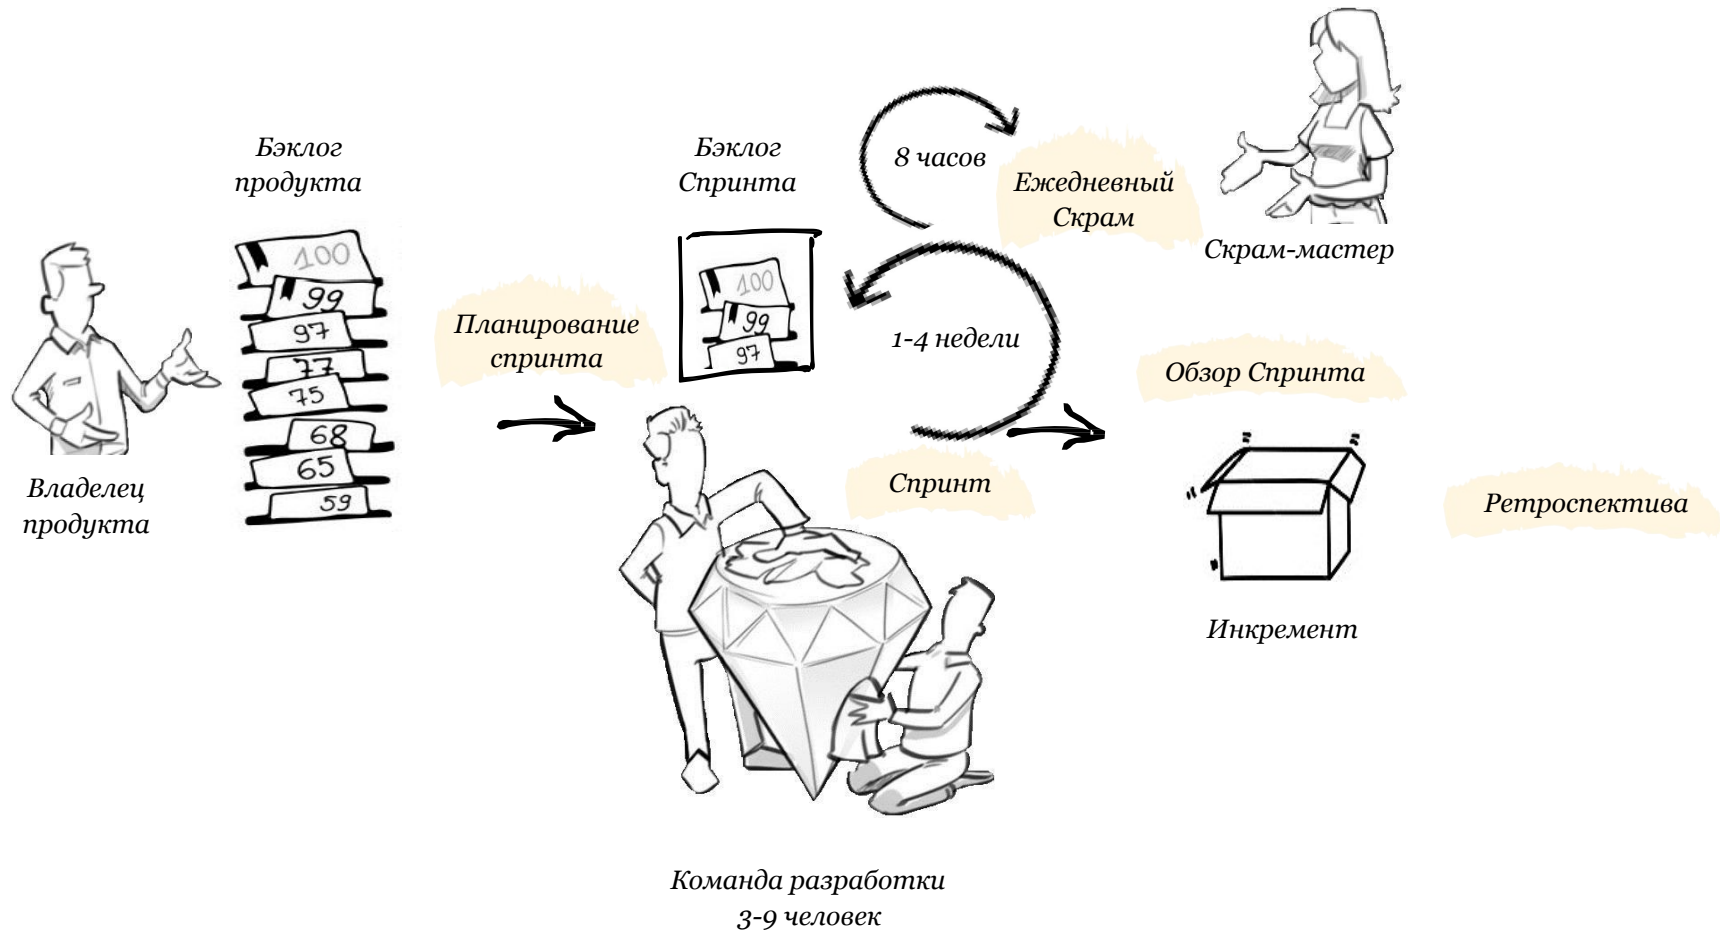 Бэклог
продукта
100
99
97
77
75
68
65
59
Владелец
продукта
Планирование
спринта
Бэклог
Спринта
100
99
97
8 часов
Ежедневный
Скрам
Скрам-мастер
1-4 недели
Спринт
Обзор Спринта
Инкремент
Ретроспектива
Команда разработки
3-9 человек